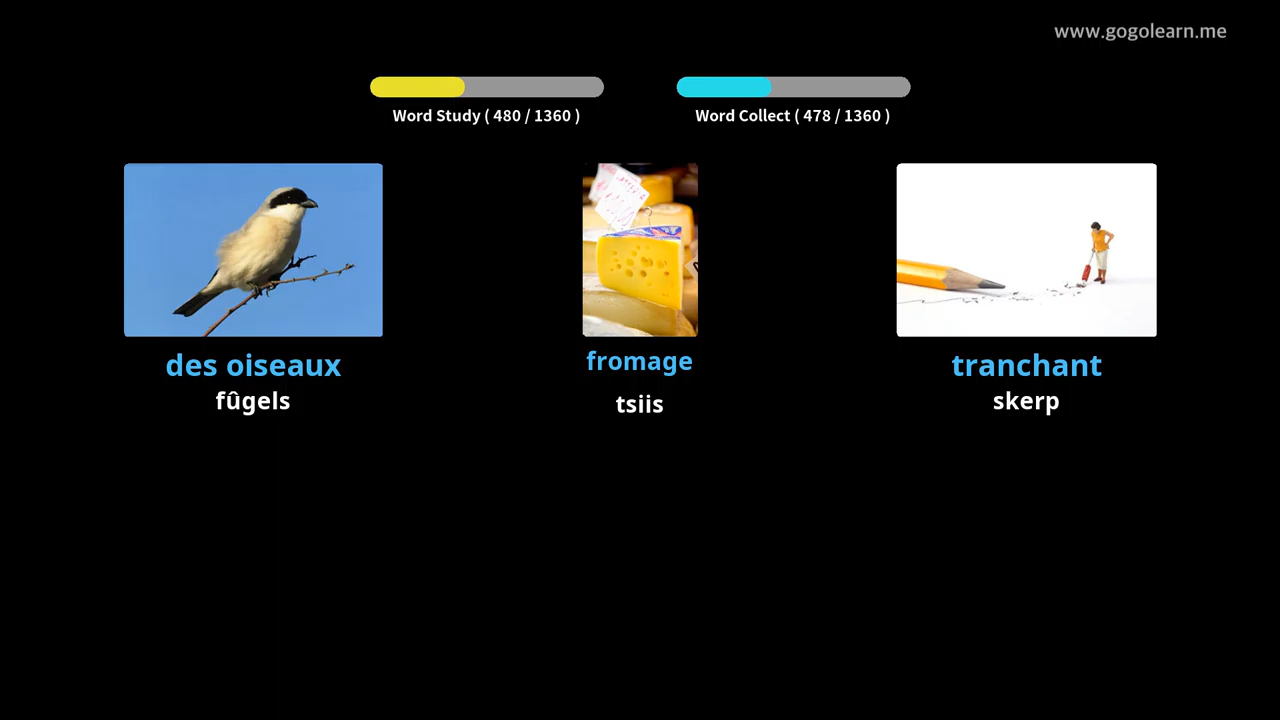 www.gogolearn.me
Word Study ( 480 / 1360 )
Word Collect ( 478 / 1360 )
des oiseaux
fromage
tranchant
fûgels
tsiis
skerp